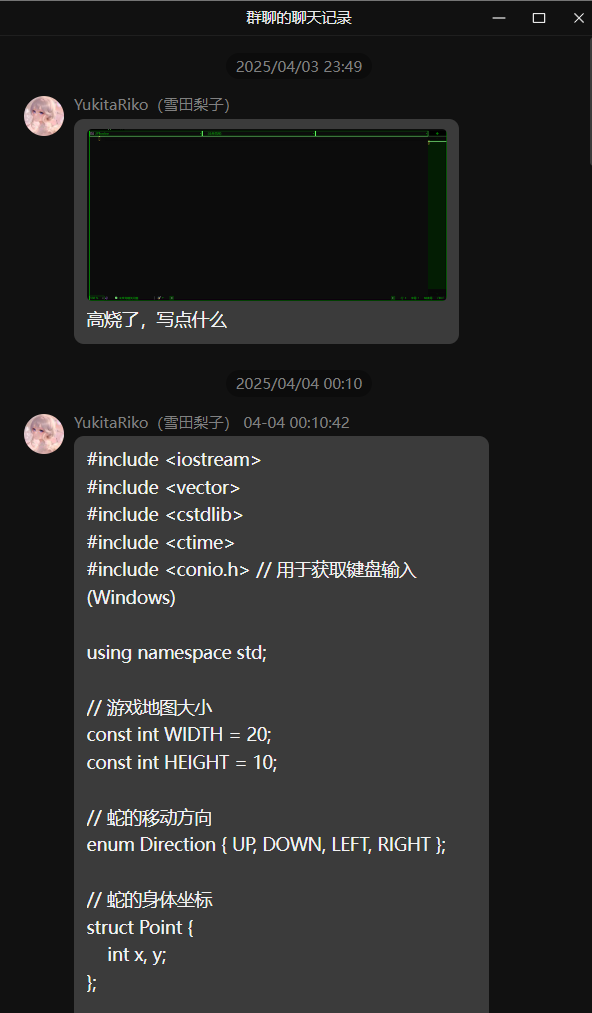 群聊的聊天记录
2025/04/03 23:49
YukitaRiko（雪田梨子）
高烧了，写点什么
2025/04/04 00:10
YukitaRiko（雪田梨子） 04-04 00:10:42
#include <iostream>
#include <vector>
#include <cstdlib>
#include <ctime>
#include <conio.h> // 用于获取键盘输入
(Windows)
using namespace std;
// 游戏地图大小
const int WIDTH = 20;
const int HEIGHT = 10;
// 蛇的移动方向
enum Direction { UP, DOWN, LEFT, RIGHT };
// 蛇的身体坐标
struct Point {
    int x, y;
};